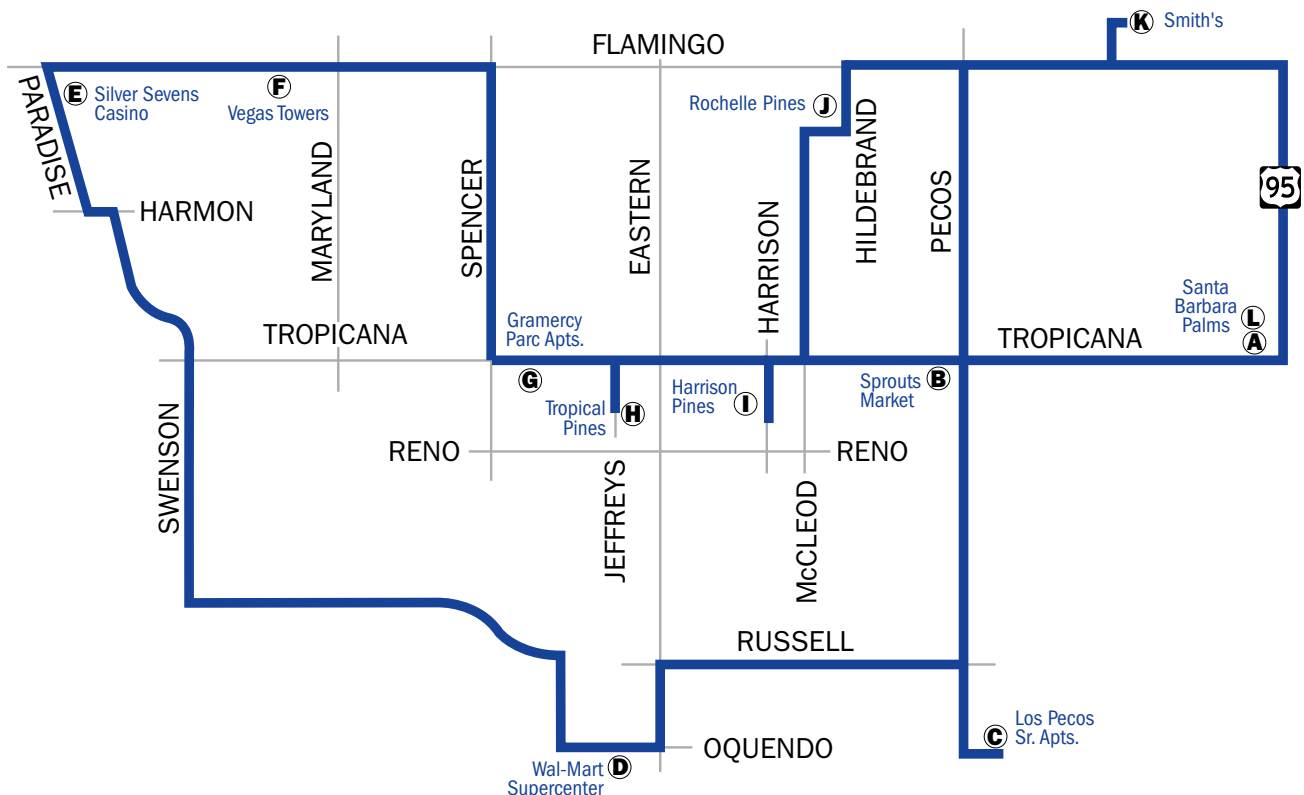 K Smith's
FLAMINGO
E Silver Sevens
Casino
F
Vegas Towers
Rochelle Pines J
PARADISE
HARMON
MARYLAND
SPENCER
EASTERN
HARRISON
HILDEBRAND
PECOS
95
Santa
Barbara
Palms
L
A
TROPICANA
Gramercy
Parc Apts.
TROPICANA
G
Tropical
Pines
H
Harrison
Pines
I
Sprouts
Market
B
RENO
RENO
SWENSON
JEFFREYS
McCLEOD
RUSSELL
C
Los Pecos
Sr. Apts.
OQUENDO
Wal-Mart
Supercenter
D